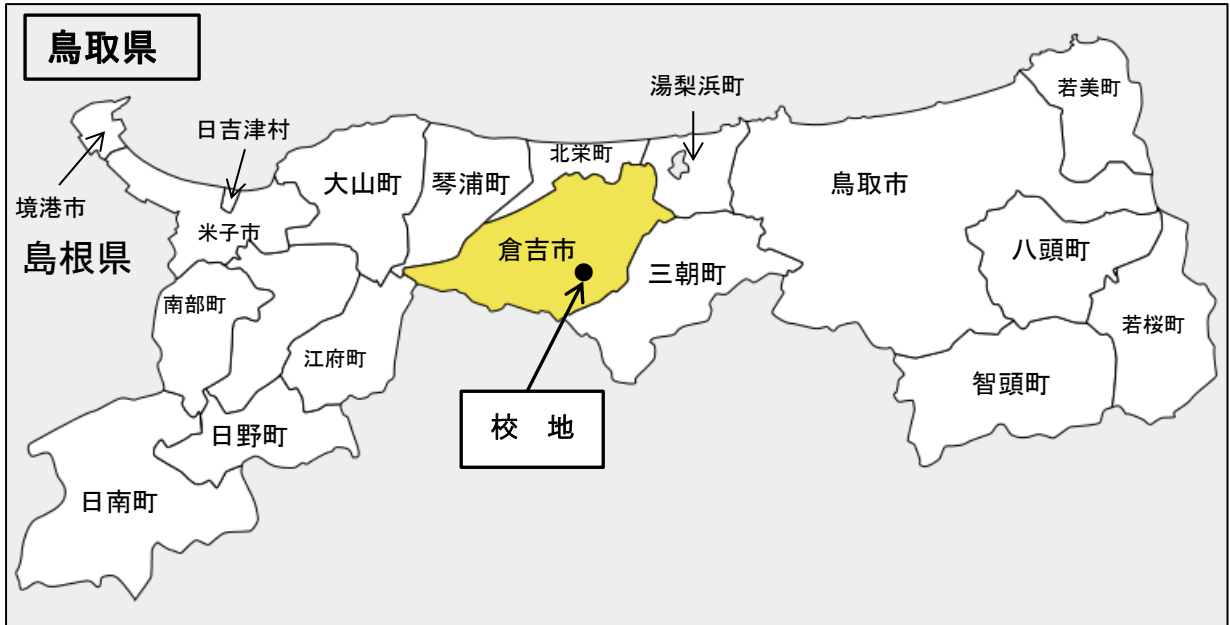 鳥取県
湯梨浜町
若美町
日吉津村
北栄町
大山町
琴浦町
鳥取市
境港市
米子市
島根県
倉吉市
八頭町
三朝町
南部町
若桜町
江府町
智頭町
校 地
日野町
日南町